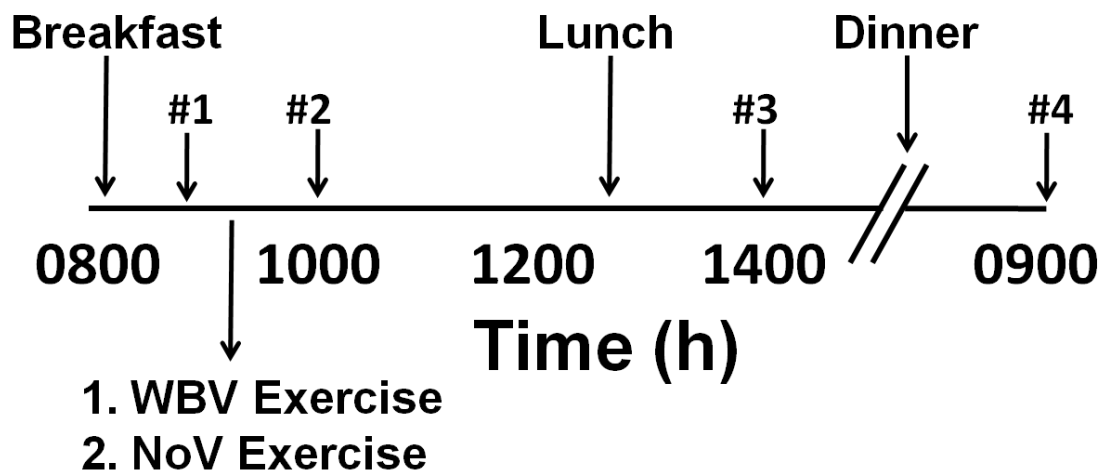 Breakfast Lunch Dinner
#1 #2 #3 #4
0800 1000 1200 1400 0900
Time (h)
1. WBV Exercise
2. NoV Exercise